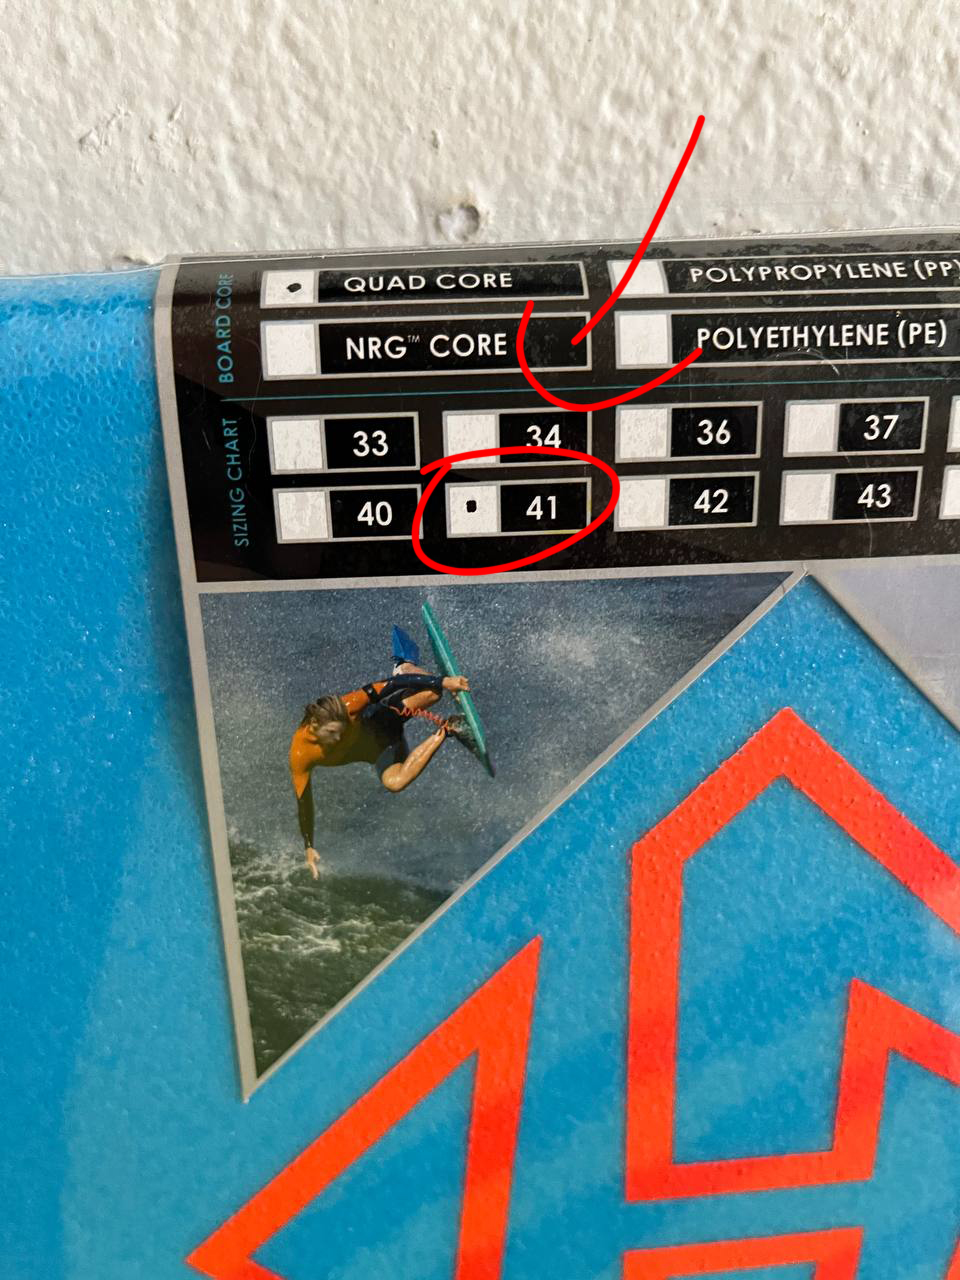 BOARD CORE
QUAD CORE POLYPROPYLENE (PP)
NRG™ CORE POLYETHYLENE (PE)
SIZING CHART
33 34 36 37
40 41 42 43